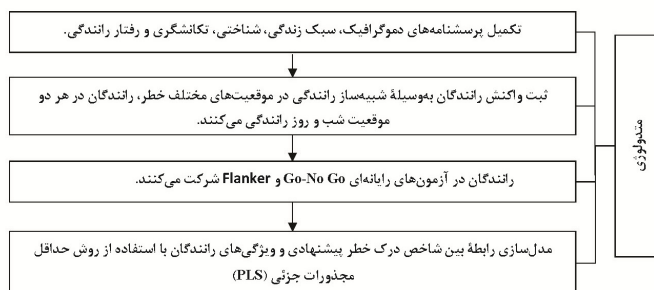 تکمیل پرسشنامه‌های دموگرافیک، سبک زندگی، شناختی، تکانشگری و رفتار رانندگی.
ثبت واکنش رانندگان به‌وسیلهٔ شبیه‌ساز رانندگی در موقعیت‌های مختلف خطر، رانندگان در هر دو
موقعیت شب و روز رانندگی می‌کنند.
رانندگان در آزمون‌های رایانه‌ای Go-No Go و Flanker شرکت می‌کنند.
مدل‌سازی رابطهٔ بین شاخص درک خطر پیشنهادی و ویژگی‌های رانندگان با استفاده از روش حداقل
مجذورات جزئی (PLS)
متدولوژی